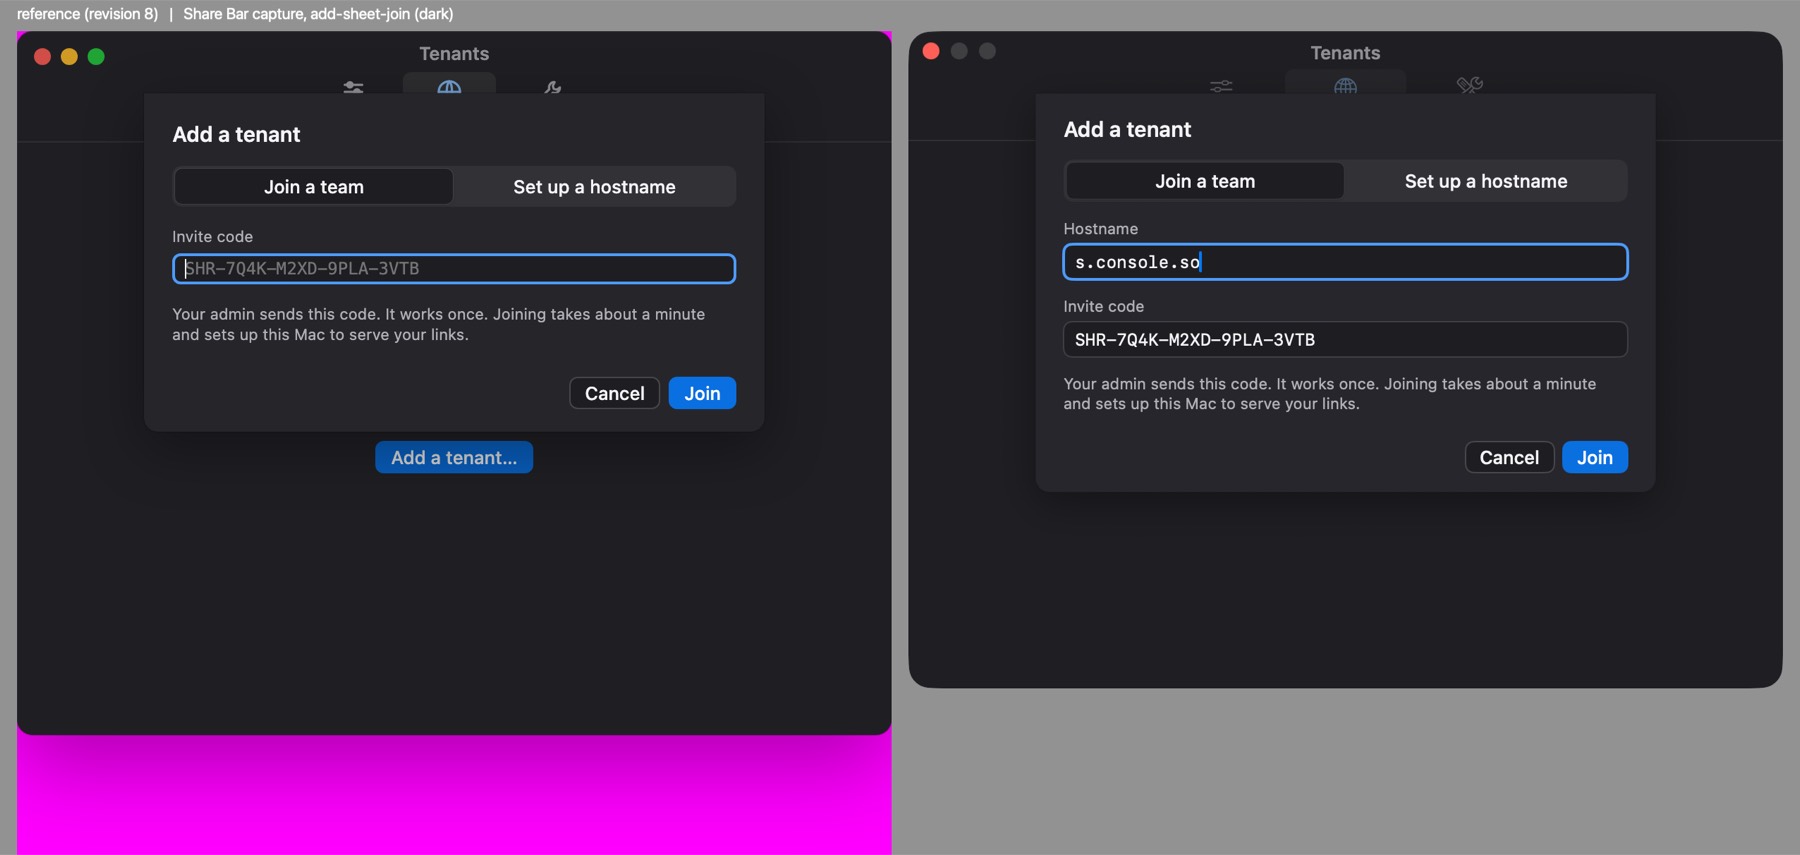 reference (revision 8) | Share Bar capture, add-sheet-join (dark)
Tenants
Add a tenant
Join a team
Set up a hostname
Invite code
SHR-7Q4K-M2XD-9PLA-3VTB
Your admin sends this code. It works once. Joining takes about a minute
and sets up this Mac to serve your links.
Cancel
Join
Add a tenant...
Tenants
Add a tenant
Join a team
Set up a hostname
Hostname
s.console.so
Invite code
SHR-7Q4K-M2XD-9PLA-3VTB
Your admin sends this code. It works once. Joining takes about a minute
and sets up this Mac to serve your links.
Cancel
Join